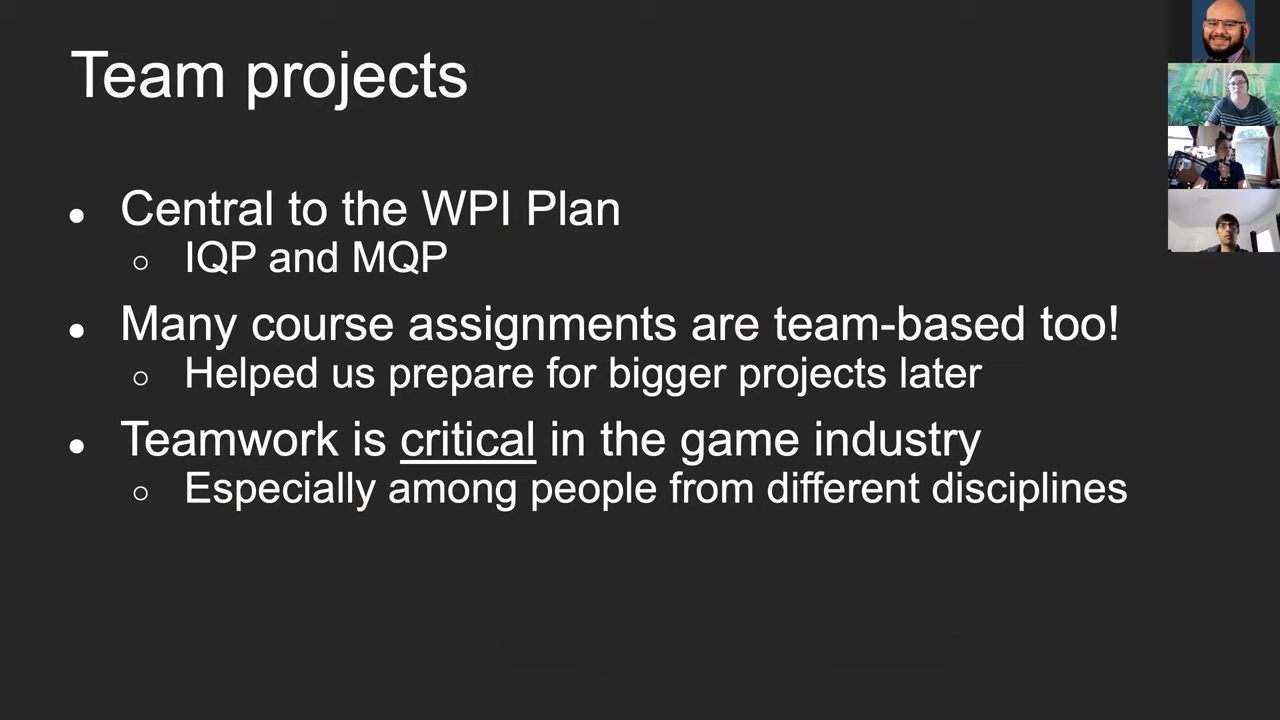 Team projects
● Central to the WPI Plan
○ IQP and MQP
● Many course assignments are team-based too!
○ Helped us prepare for bigger projects later
● Teamwork is critical in the game industry
○ Especially among people from different disciplines